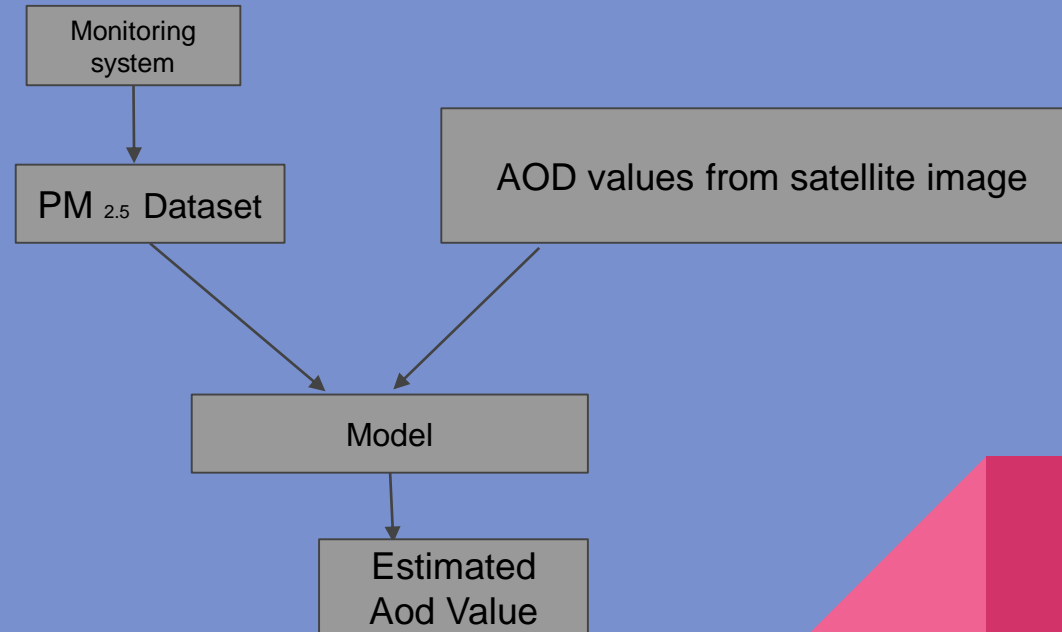 Monitoring
system
PM 2.5 Dataset
AOD values from satellite image
Model
Estimated
Aod Value